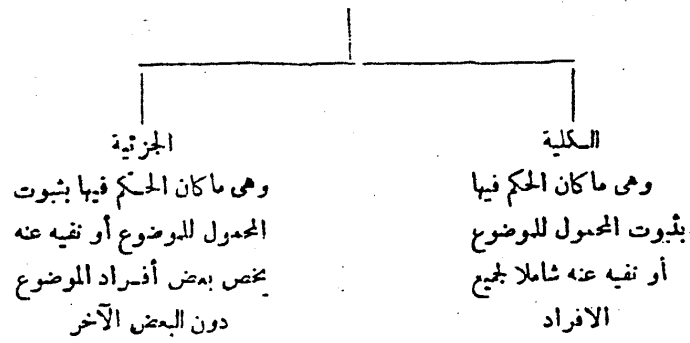 الكلية
وهى ما كان الحكم فيها
بثبوت المحمول للموضوع
أو نفيه عنه شاملا لجميع
الافراد
الجزئية
وهى ما كان الحكم فيها بثبوت
المحمول للموضوع أو نفيه عنه
يخص بعض أفراد الموضوع
دون البعض الآخر